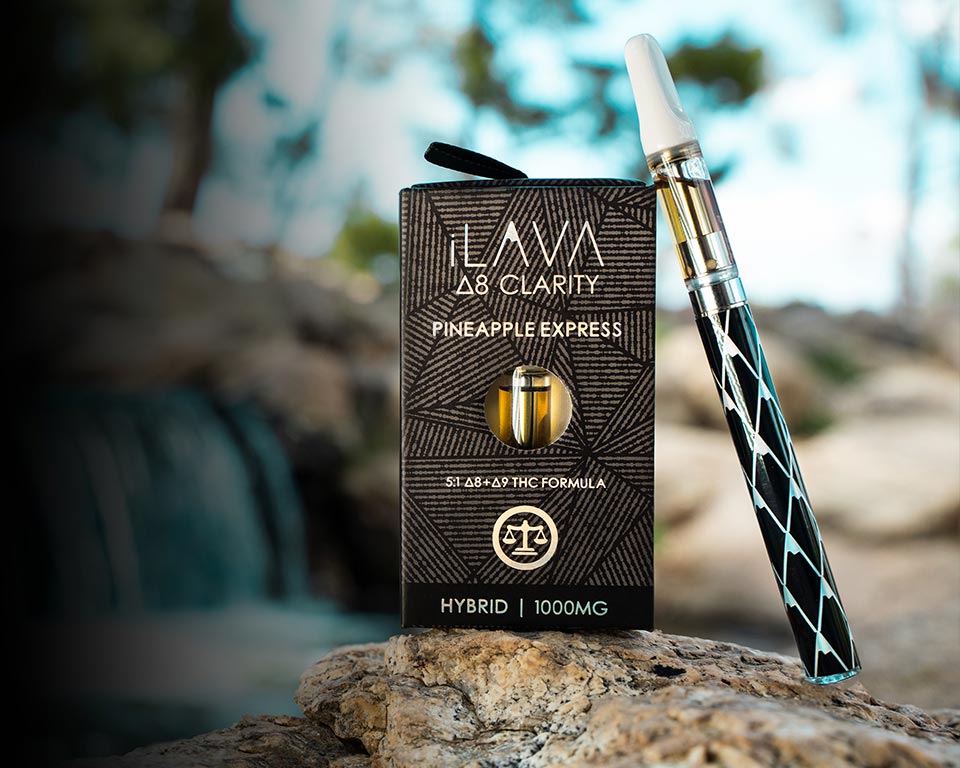 iLAVA
Δ8 CLARITY
PINEAPPLE EXPRESS
5:1 Δ8+Δ9 THC FORMULA
HYBRID | 1000MG